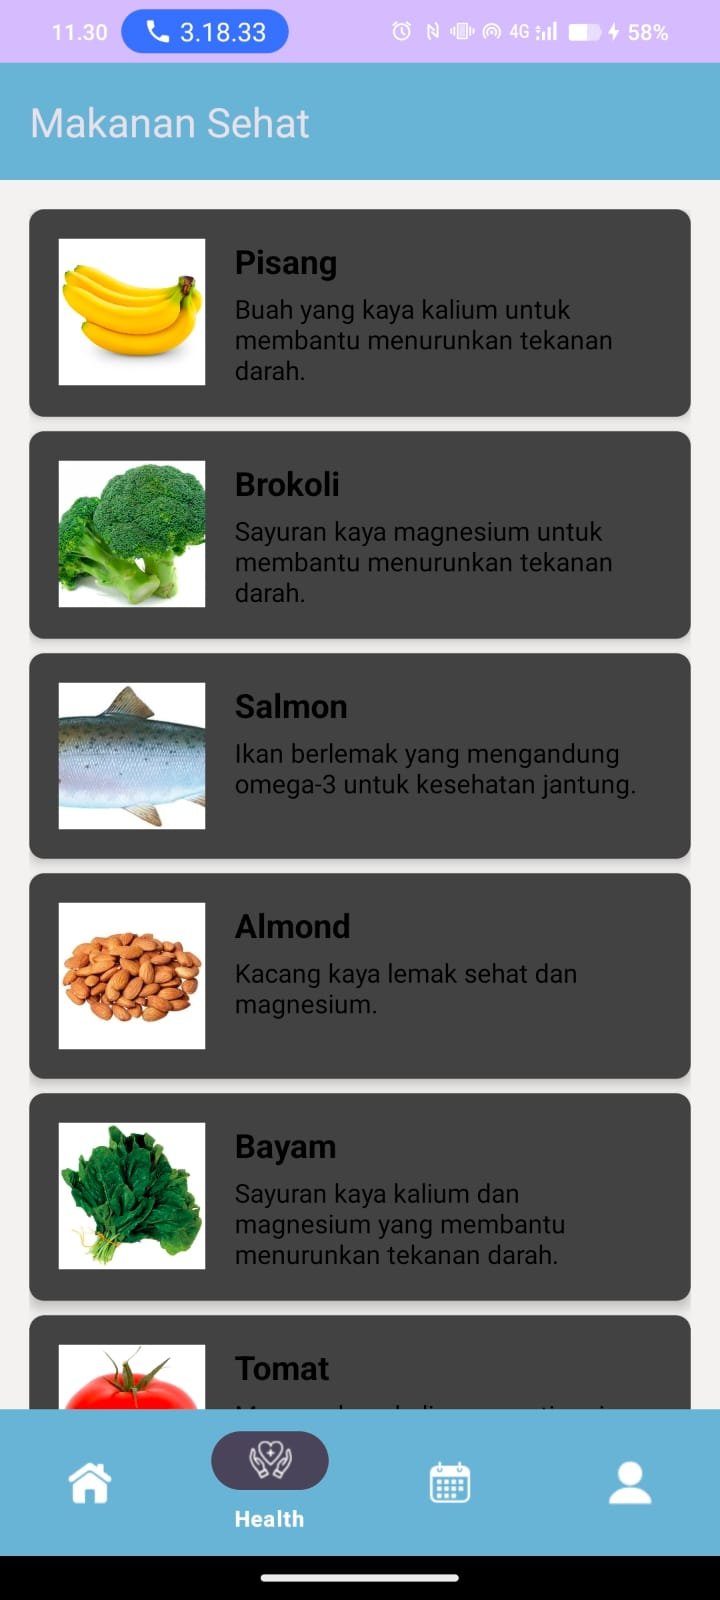 11.30 3.18.33 4G 58%
Makanan Sehat
Pisang
Buah yang kaya kalium untuk
membantu menurunkan tekanan
darah.
Brokoli
Sayuran kaya magnesium untuk
membantu menurunkan tekanan
darah.
Salmon
Ikan berlemak yang mengandung
omega-3 untuk kesehatan jantung.
Almond
Kacang kaya lemak sehat dan
magnesium.
Bayam
Sayuran kaya kalium dan
magnesium yang membantu
menurunkan tekanan darah.
Tomat
Health